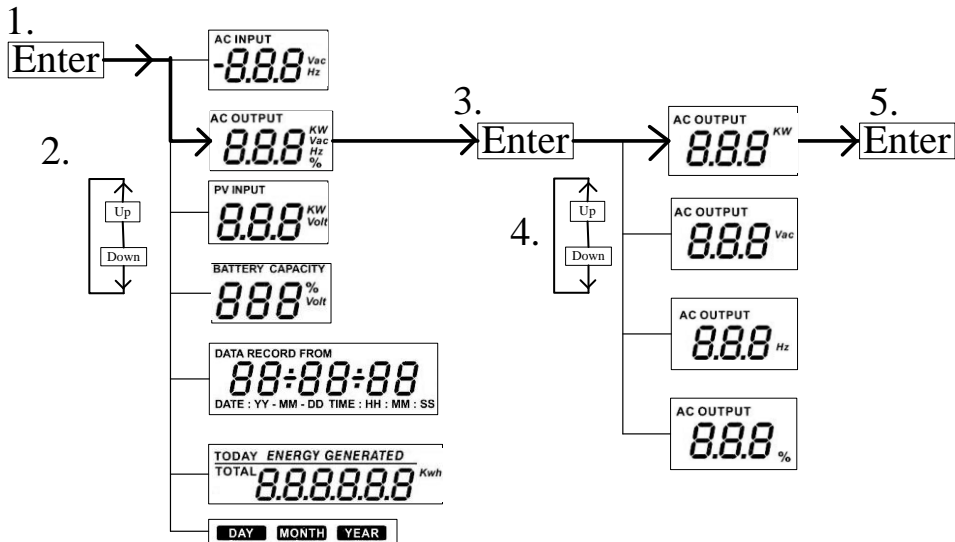 1.
Enter
2.
Up
Down
AC INPUT
-8.8.8 Vac
Hz
AC OUTPUT
8.8.8 KW
Vac
Hz
%
PV INPUT
8.8.8 KW
Volt
BATTERY CAPACITY
888 %
Volt
DATA RECORD FROM
88:88:88
DATE : YY - MM - DD TIME : HH : MM : SS
TODAY ENERGY GENERATED
TOTAL 8.8.8.8.8.8 Kwh
DAY MONTH YEAR
3.
Enter
4.
Up
Down
AC OUTPUT
8.8.8 KW
AC OUTPUT
8.8.8 Vac
AC OUTPUT
8.8.8 Hz
AC OUTPUT
8.8.8 %
5.
Enter